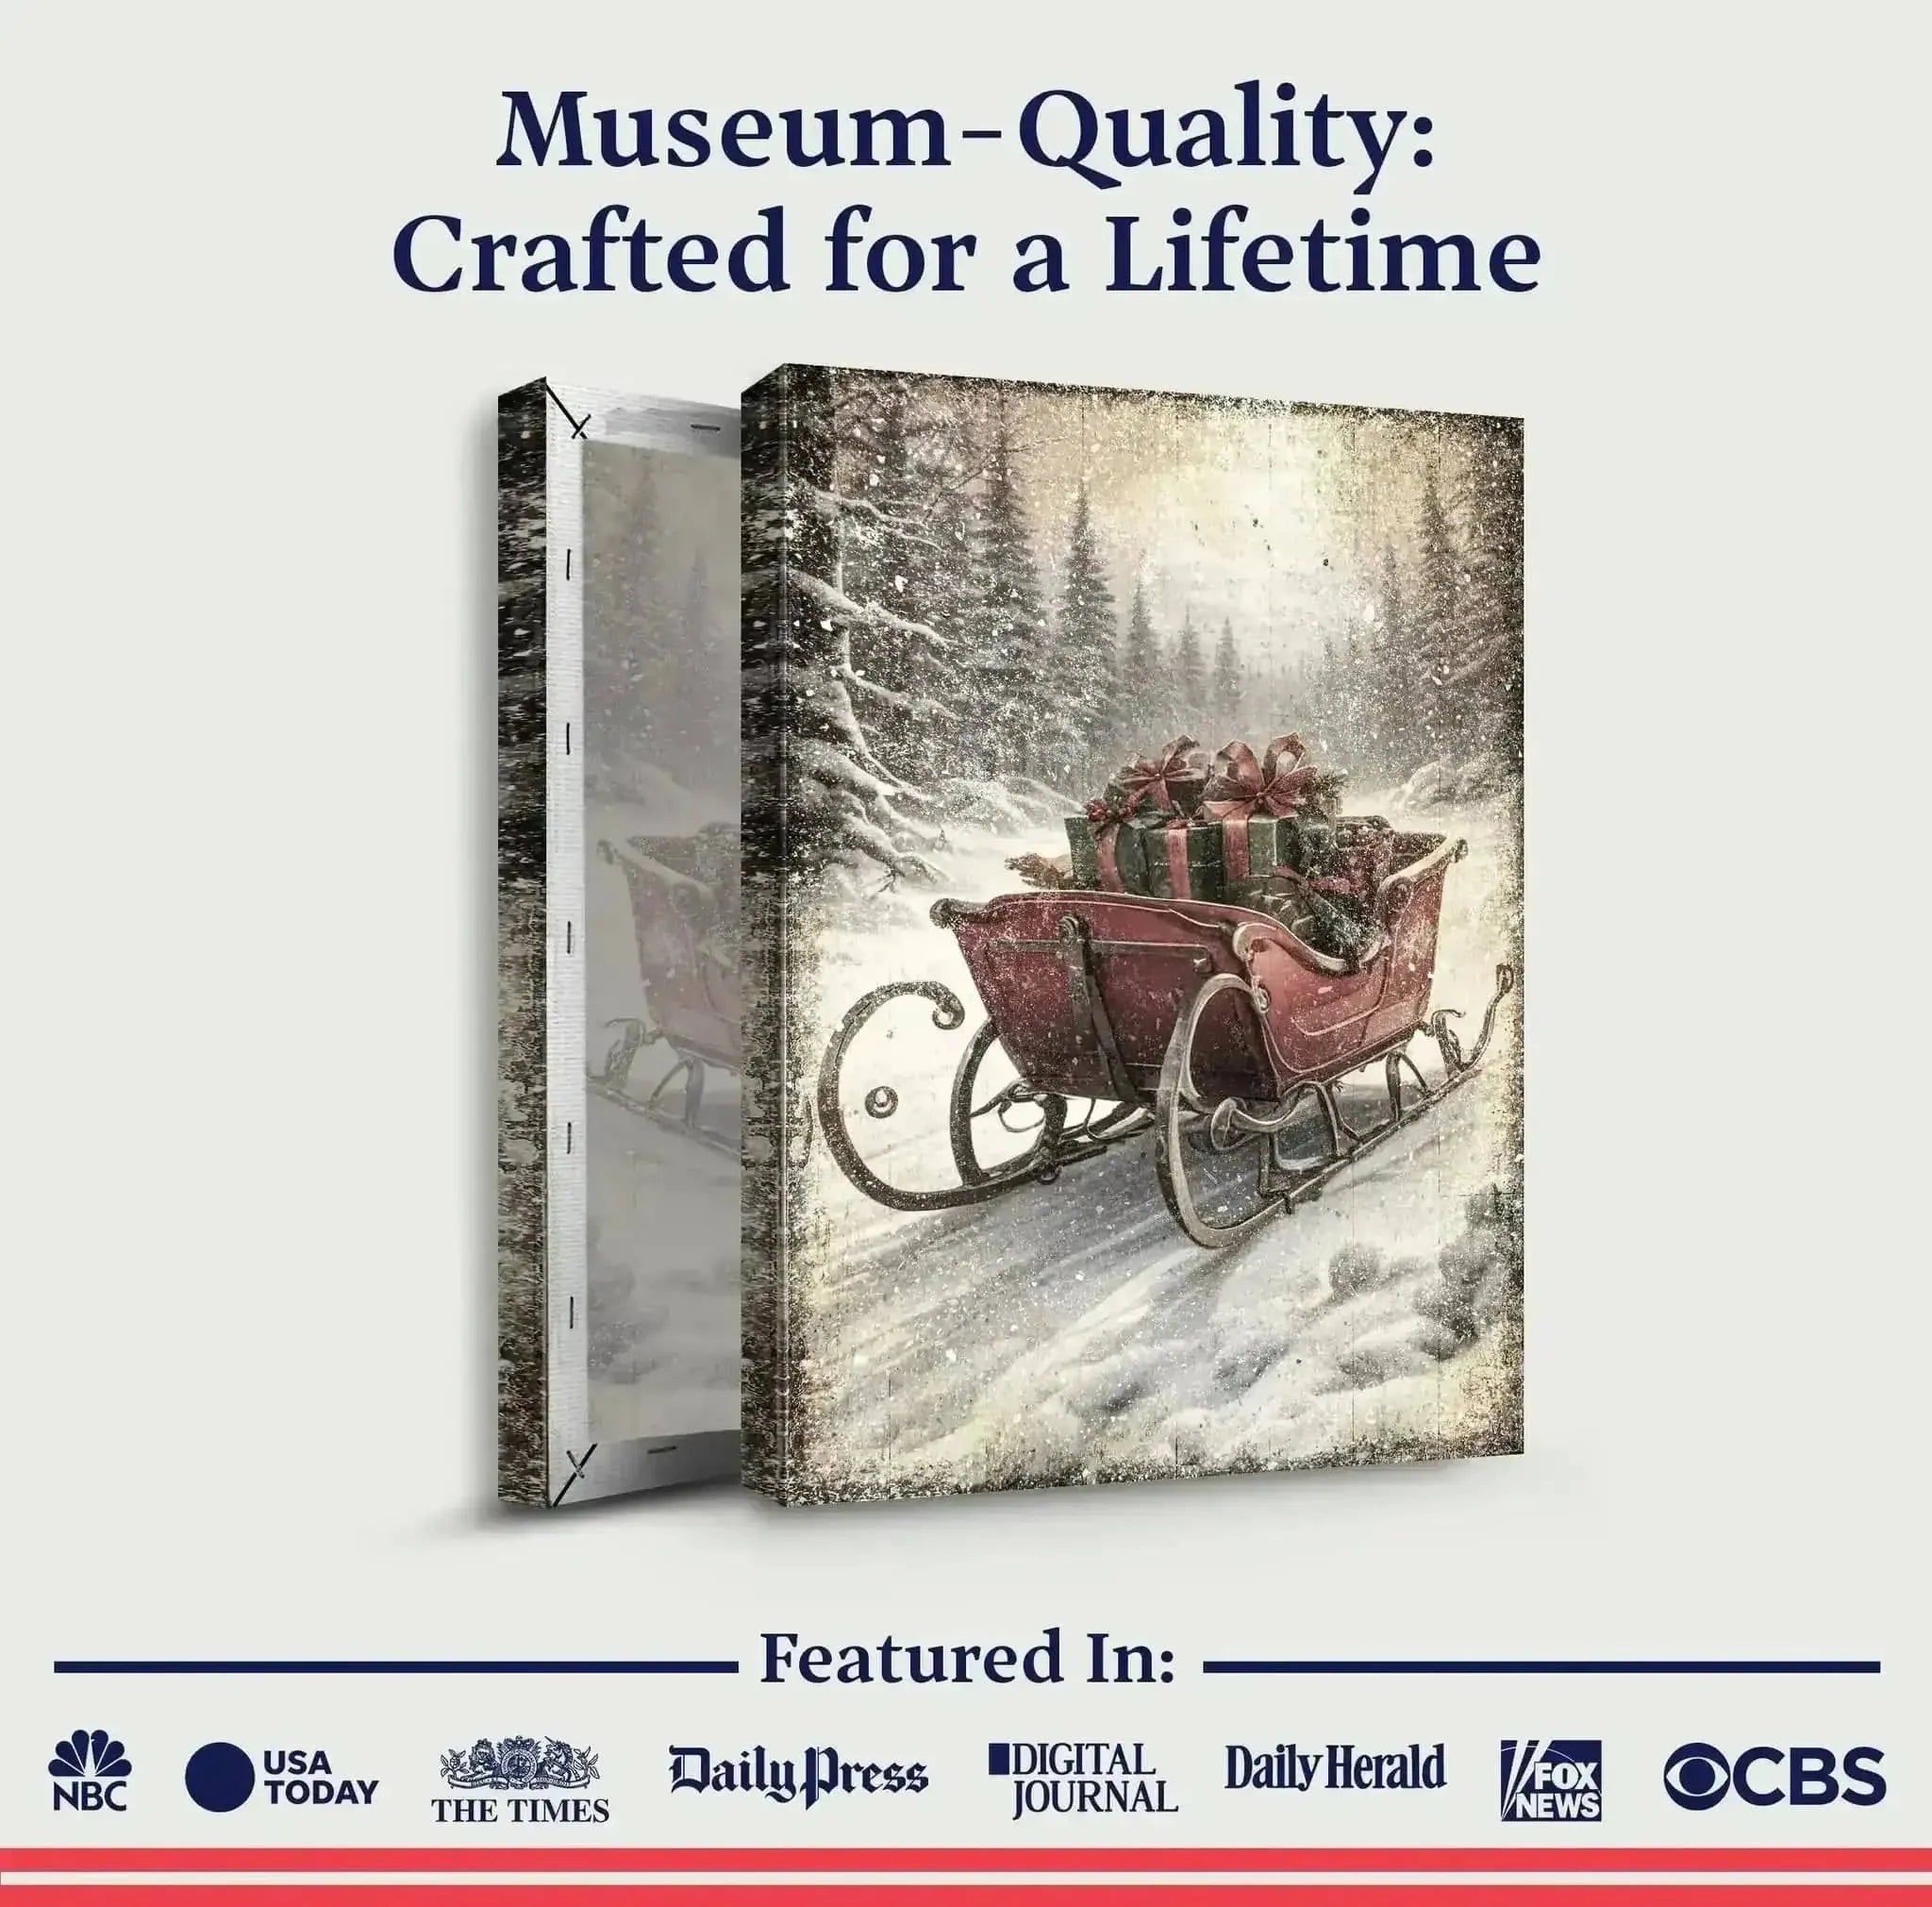 Museum-Quality:
Crafted for a Lifetime
Featured In:
NBC
USA
TODAY
THE TIMES
Daily Press
DIGITAL
JOURNAL
Daily Herald
FOX
NEWS
CBS